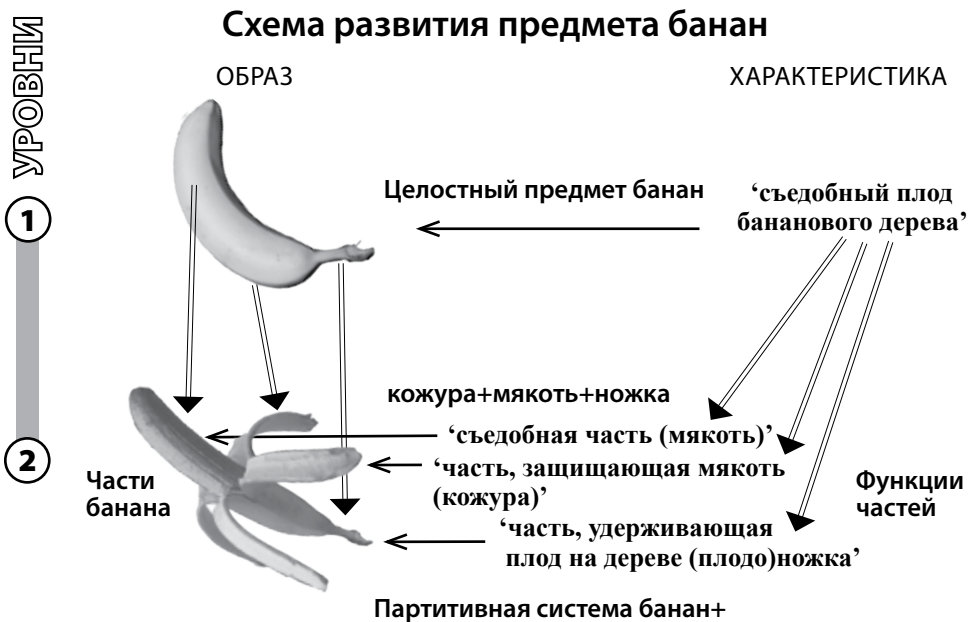 Схема развития предмета банан
УРОВНИ
ОБРАЗ
ХАРАКТЕРИСТИКА
1
Целостный предмет банан
‘съедобный плод
бананового дерева’
кожура+мякоть+ножка
2
Части
банана
‘съедобная часть (мякоть)’
‘часть, защищающая мякоть
(кожура)’
‘часть, удерживающая
плод на дереве (плодо)ножка’
Функции
частей
Партитивная система банан+